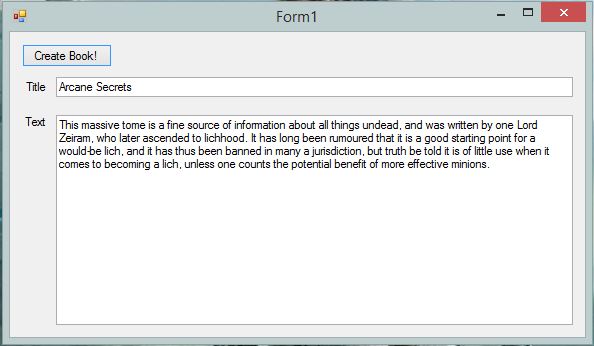 Form1
Create Book!
Title
Arcane Secrets
Text
This massive tome is a fine source of information about all things undead, and was written by one Lord
Zeiram, who later ascended to lichhood. It has long been rumoured that it is a good starting point for a
would-be lich, and it has thus been banned in many a jurisdiction, but truth be told it is of little use when it
comes to becoming a lich, unless one counts the potential benefit of more effective minions.